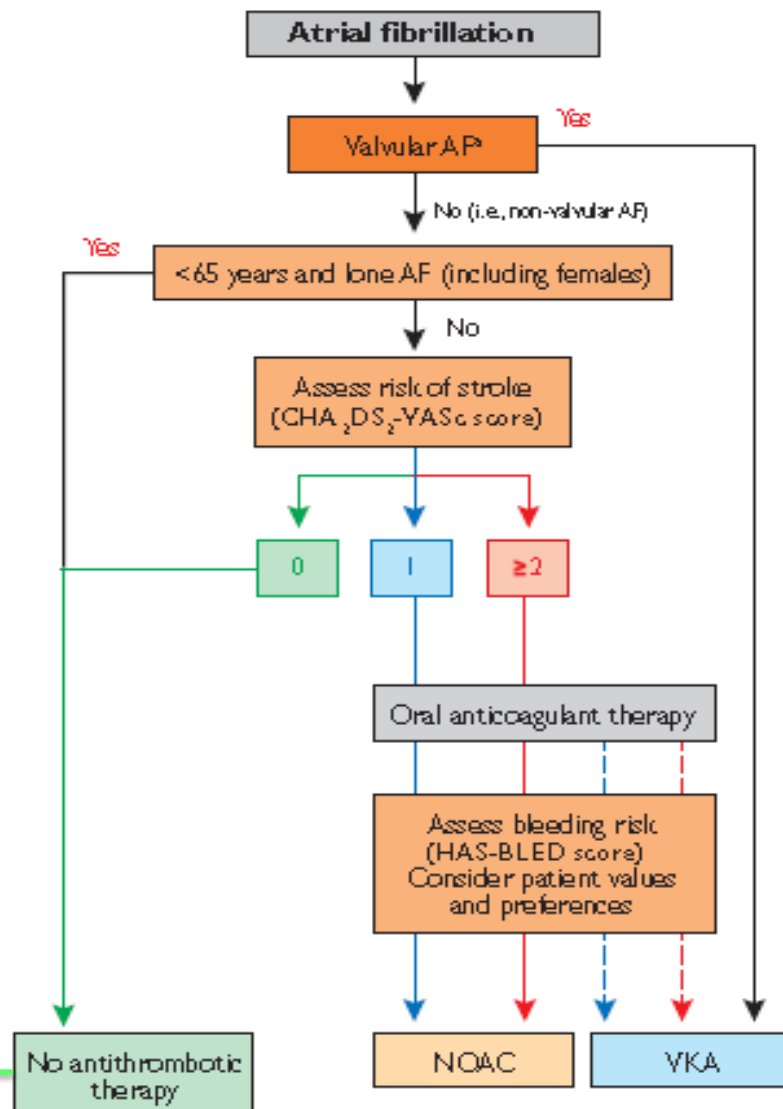 Atrial fibrillation
Valvular AFª
Yes
No (i.e., non-valvular AF)
Yes
<65 years and lone AF (including females)
No
Assess risk of stroke
(CHA₂DS₂-VASc score)
0
1
≥2
Oral anticoagulant therapy
Assess bleeding risk
(HAS-BLED score)
Consider patient values
and preferences
No antithrombotic
therapy
NOAC
VKA